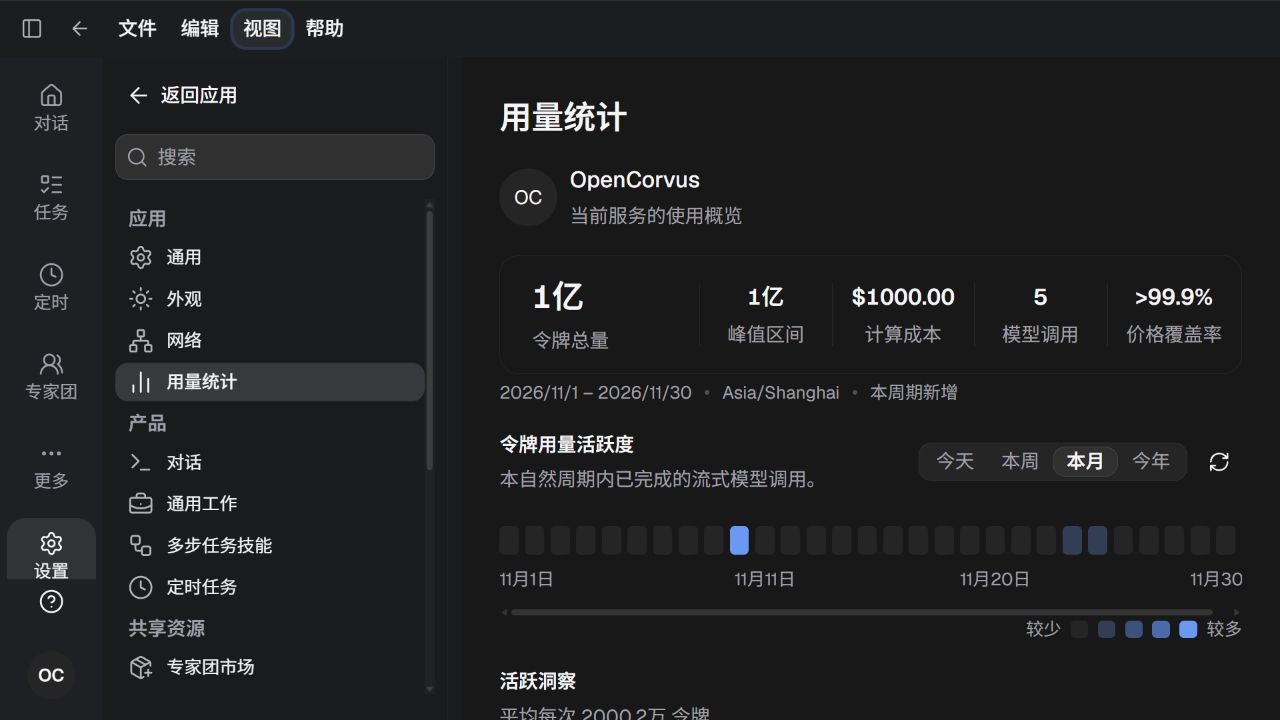 文件 编辑 视图 帮助
对话
任务
定时
专家团
更多
设置
OC
返回应用
搜索
应用
通用
外观
网络
用量统计
产品
对话
通用工作
多步任务技能
定时任务
共享资源
专家团市场
用量统计
OC
OpenCorvus
当前服务的使用概览
1亿
令牌总量
1亿
峰值区间
$1000.00
计算成本
5
模型调用
>99.9%
价格覆盖率
2026/11/1 – 2026/11/30 • Asia/Shanghai • 本周期新增
令牌用量活跃度
本自然周期内已完成的流式模型调用。
今天 本周 本月 今年
11月1日 11月11日 11月20日 11月30
较少 较多
活跃洞察
平均每次 2000.2万 令牌